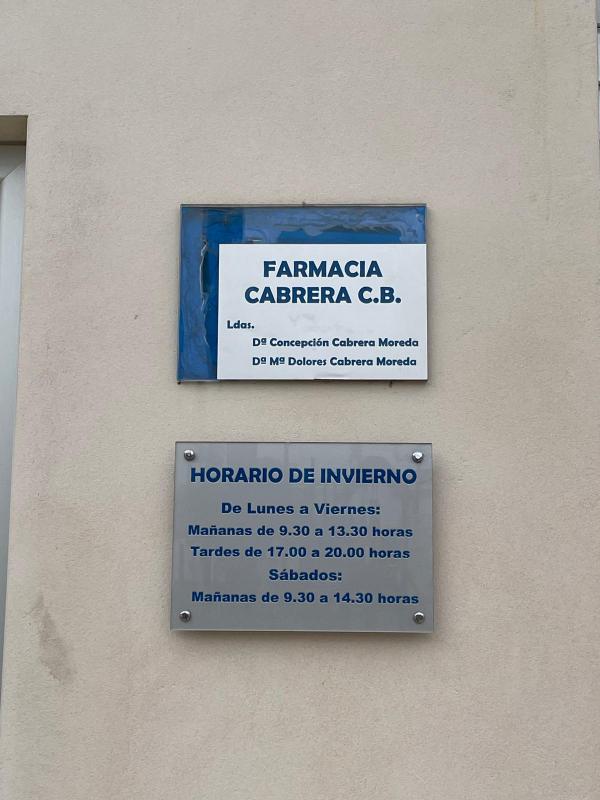 FARMACIA
CABRERA C.B.
Ldas.
Dª Concepción Cabrera Moreda
Dª Mª Dolores Cabrera Moreda
HORARIO DE INVIERNO
De Lunes a Viernes:
Mañanas de 9.30 a 13.30 horas
Tardes de 17.00 a 20.00 horas
Sábados:
Mañanas de 9.30 a 14.30 horas